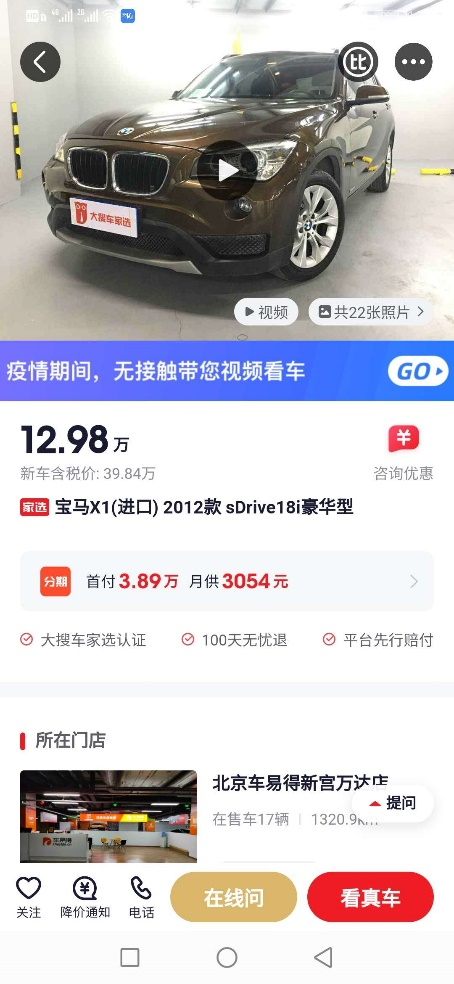 大搜车家选
视频
共22张照片
疫情期间，无接触带您视频看车
GO
12.98 万
新车含税价: 39.84万
咨询优惠
家选 宝马X1(进口) 2012款 sDrive18i豪华型
分期 首付3.89万 月供3054元
大搜车家选认证 100天无忧退 平台先行赔付
所在门店
北京车易得新宫万达店
在售车17辆 1320.9km
提问
关注 降价通知 电话 在线问 看真车